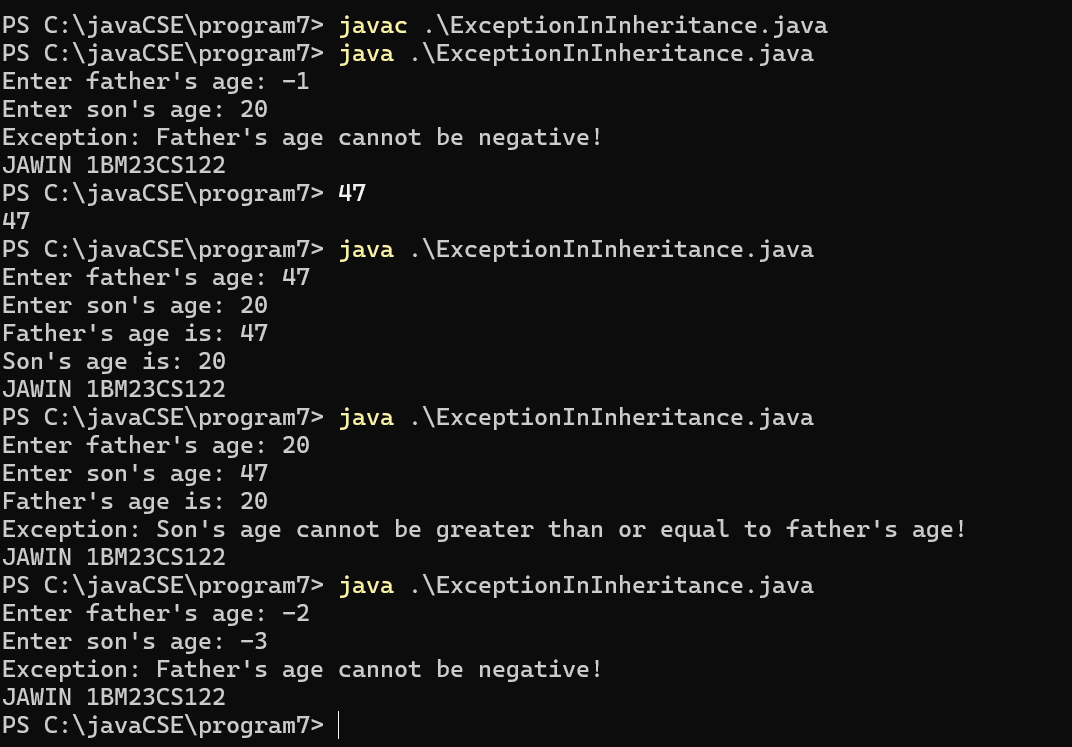 PS C:\javaCSE\program7> javac .\ExceptionInInheritance.java
PS C:\javaCSE\program7> java .\ExceptionInInheritance.java
Enter father's age: -1
Enter son's age: 20
Exception: Father's age cannot be negative!
JAWIN 1BM23CS122
PS C:\javaCSE\program7> 47
47
PS C:\javaCSE\program7> java .\ExceptionInInheritance.java
Enter father's age: 47
Enter son's age: 20
Father's age is: 47
Son's age is: 20
JAWIN 1BM23CS122
PS C:\javaCSE\program7> java .\ExceptionInInheritance.java
Enter father's age: 20
Enter son's age: 47
Father's age is: 20
Exception: Son's age cannot be greater than or equal to father's age!
JAWIN 1BM23CS122
PS C:\javaCSE\program7> java .\ExceptionInInheritance.java
Enter father's age: -2
Enter son's age: -3
Exception: Father's age cannot be negative!
JAWIN 1BM23CS122
PS C:\javaCSE\program7>